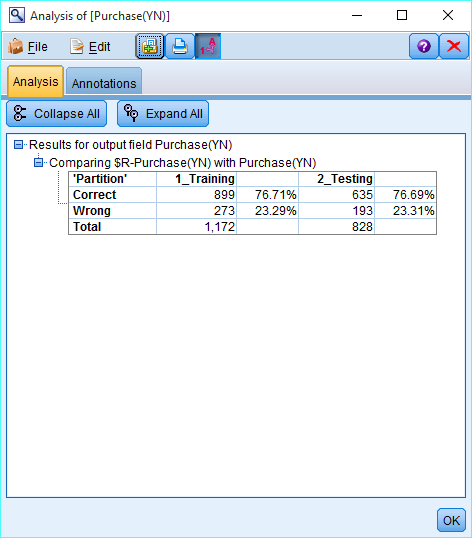 Analysis of [Purchase(YN)]
File Edit
Analysis Annotations
Collapse All Expand All
Results for output field Purchase(YN)
Comparing $R-Purchase(YN) with Purchase(YN)
'Partition' 1_Training 2_Testing
Correct 899 76.71% 635 76.69%
Wrong 273 23.29% 193 23.31%
Total 1,172 828
OK